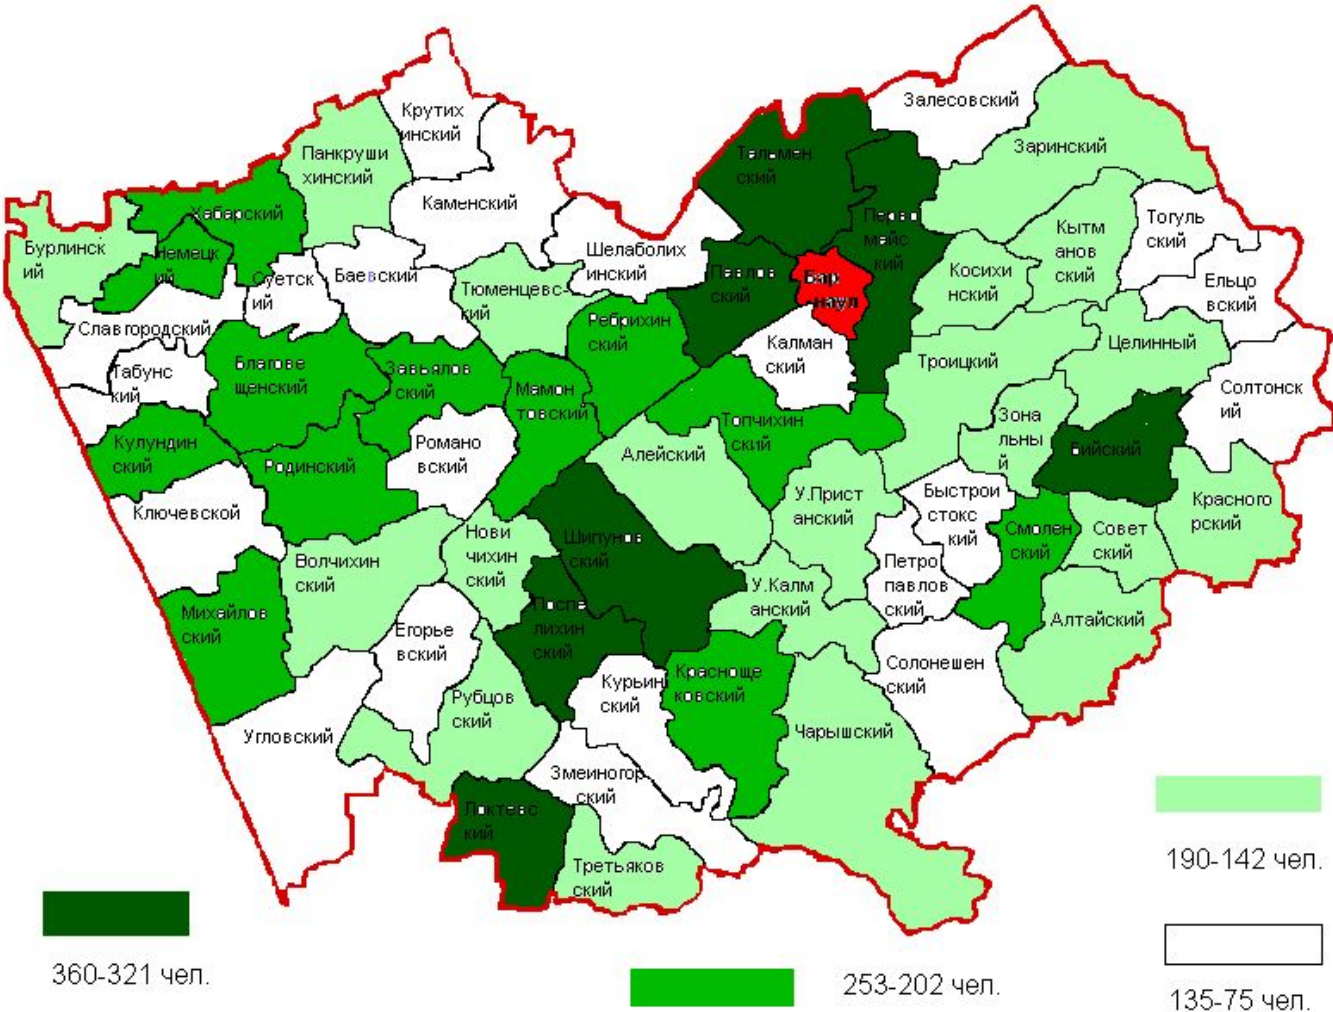 Крутих
инский
Залесовский
Панкруши
хинский
Тальмен
ский
Заринский
Каменский
Хабарский
Перво
майс
кий
Кытм
анов
ский
Тогуль
ский
Бурлинск
ий
Немецк
ий
Суетск
ий
Баевский
Шелаболих
инский
Павлов
ский
Бар
наул
Косихи
нский
Ельцо
вский
Тюменцевс-
кий
Славгородский
Ребрихин
ский
Калман
ский
Троицкий
Целинный
Табунс
кий
Благове
щенский
Завьялов
ский
Мамон
товский
Солтонск
ий
Кулундин
ский
Родинский
Романо
вский
Топчихин
ский
Зона
льны
й
Бийский
Алейский
Ключевской
У.Прист
анский
Быстрои
стокс
кий
Красного
рский
Волчихин
ский
Нови
чихин
ский
Шипунов
ский
Смолен
ский
Совет
ский
Петро
павлов
ский
Михайлов
ский
Поспе
лихин
ский
У.Калм
анский
Алтайский
Егорье
вский
Солонешен
ский
Рубцов
ский
Курьин
ский
Краснощe
ковский
Угловский
Чарышский
Змеиногор
ский
Локтевс
кий
Третьяков
ский
190-142 чел.
360-321 чел.
253-202 чел.
135-75 чел.